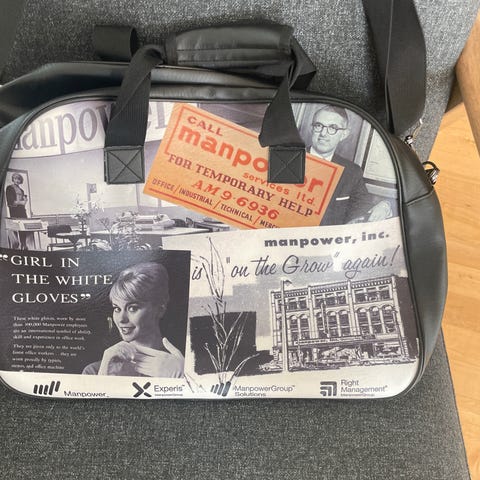 manpower
CALL
manpower
services ltd.
"FOR TEMPORARY HELP
AM 9-6936
OFFICE/INDUSTRIAL/TECHNICAL/
manpower, inc.
is "on the Grow" again!
"GIRL IN
THE WHITE
GLOVES"
These white gloves, worn by more
than 100,000 Manpower employees
are an international symbol of ability,
skill and experience in office work.
They are given only to the world's
finest office workers . . . they are
worn proudly by typists,
stenos, and office machine
Manpower
Experis
ManpowerGroup
ManpowerGroup
Solutions
Right
Management
ManpowerGroup